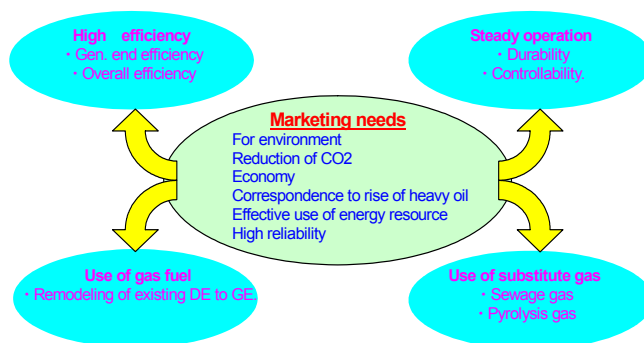 High efficiency
・Gen. end efficiency
・Overall efficiency
Steady operation
・Durability
・Controllability.
Marketing needs
For environment
Reduction of CO2
Economy
Correspondence to rise of heavy oil
Effective use of energy resource
High reliability
Use of gas fuel
・Remodeling of existing DE to GE.
Use of substitute gas
・Sewage gas
・Pyrolysis gas